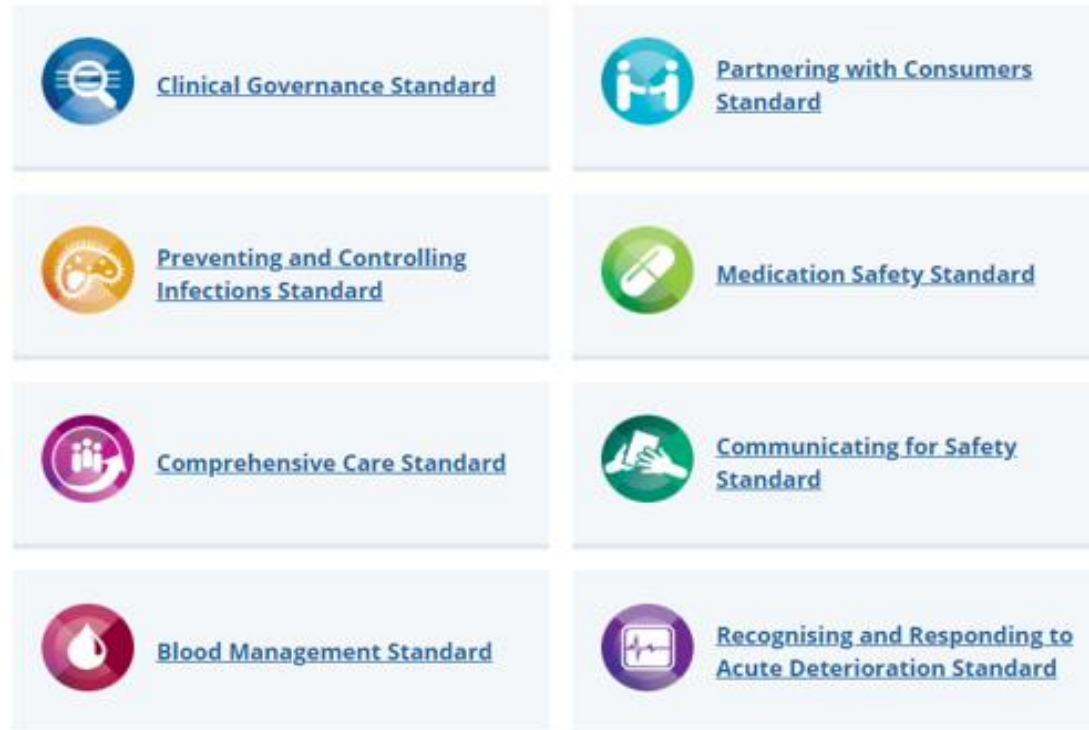 Clinical Governance Standard
Partnering with Consumers
Standard
Preventing and Controlling
Infections Standard
Medication Safety Standard
Comprehensive Care Standard
Communicating for Safety
Standard
Blood Management Standard
Recognising and Responding to
Acute Deterioration Standard